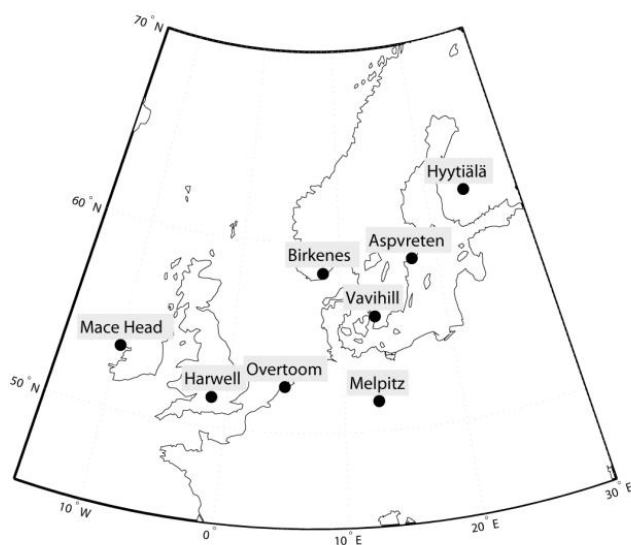 70°N
Hyytiälä
60°N
Aspvreten
Birkenes
Vavihill
Mace Head
Overtoom
Harwell
Melpitz
50°N
30°E
20°E
10°W
10°E
0°